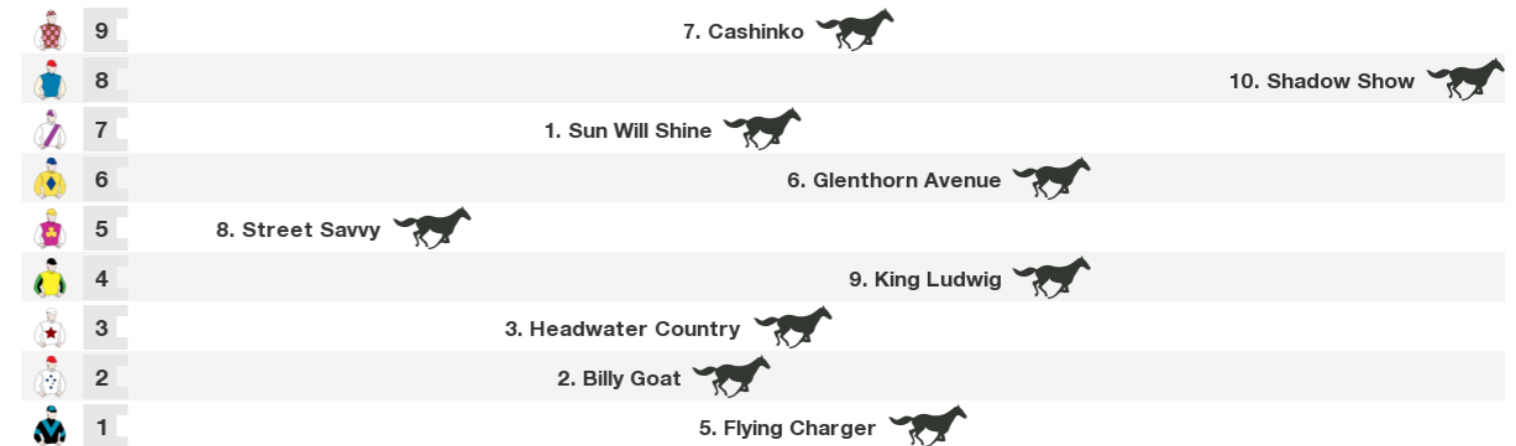 9 7. Cashinko
8 10. Shadow Show
7 1. Sun Will Shine
6 6. Glenthorn Avenue
5 8. Street Savvy
4 9. King Ludwig
3 3. Headwater Country
2 2. Billy Goat
1 5. Flying Charger